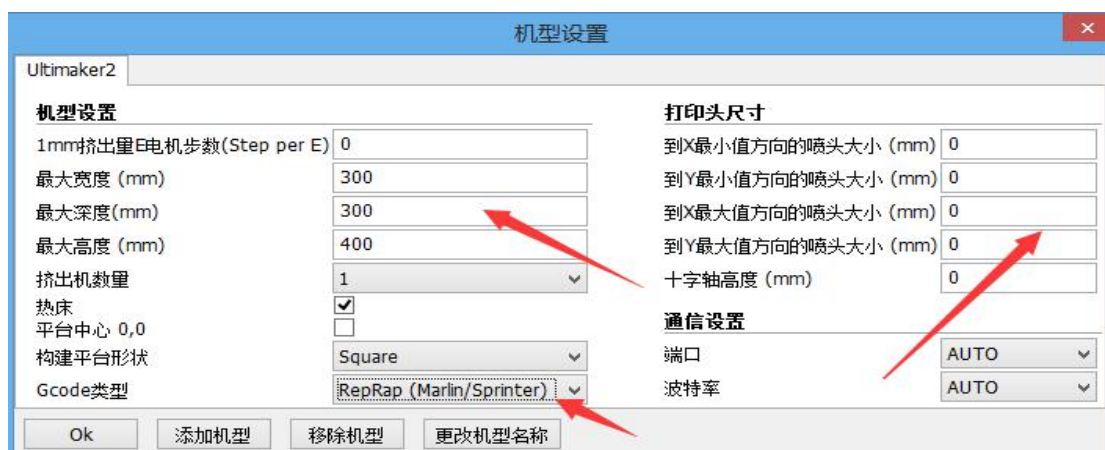 机型设置
Ultimaker2
机型设置
1mm挤出量E电机步数(Step per E) 0
最大宽度 (mm) 300
最大深度(mm) 300
最大高度 (mm) 400
挤出机数量 1
热床
平台中心 0,0
构建平台形状 Square
Gcode类型 RepRap (Marlin/Sprinter)
打印头尺寸
到X最小值方向的喷头大小 (mm) 0
到Y最小值方向的喷头大小 (mm) 0
到X最大值方向的喷头大小 (mm) 0
到Y最大值方向的喷头大小 (mm) 0
十字轴高度 (mm) 0
通信设置
端口 AUTO
波特率 AUTO
Ok 添加机型 移除机型 更改机型名称